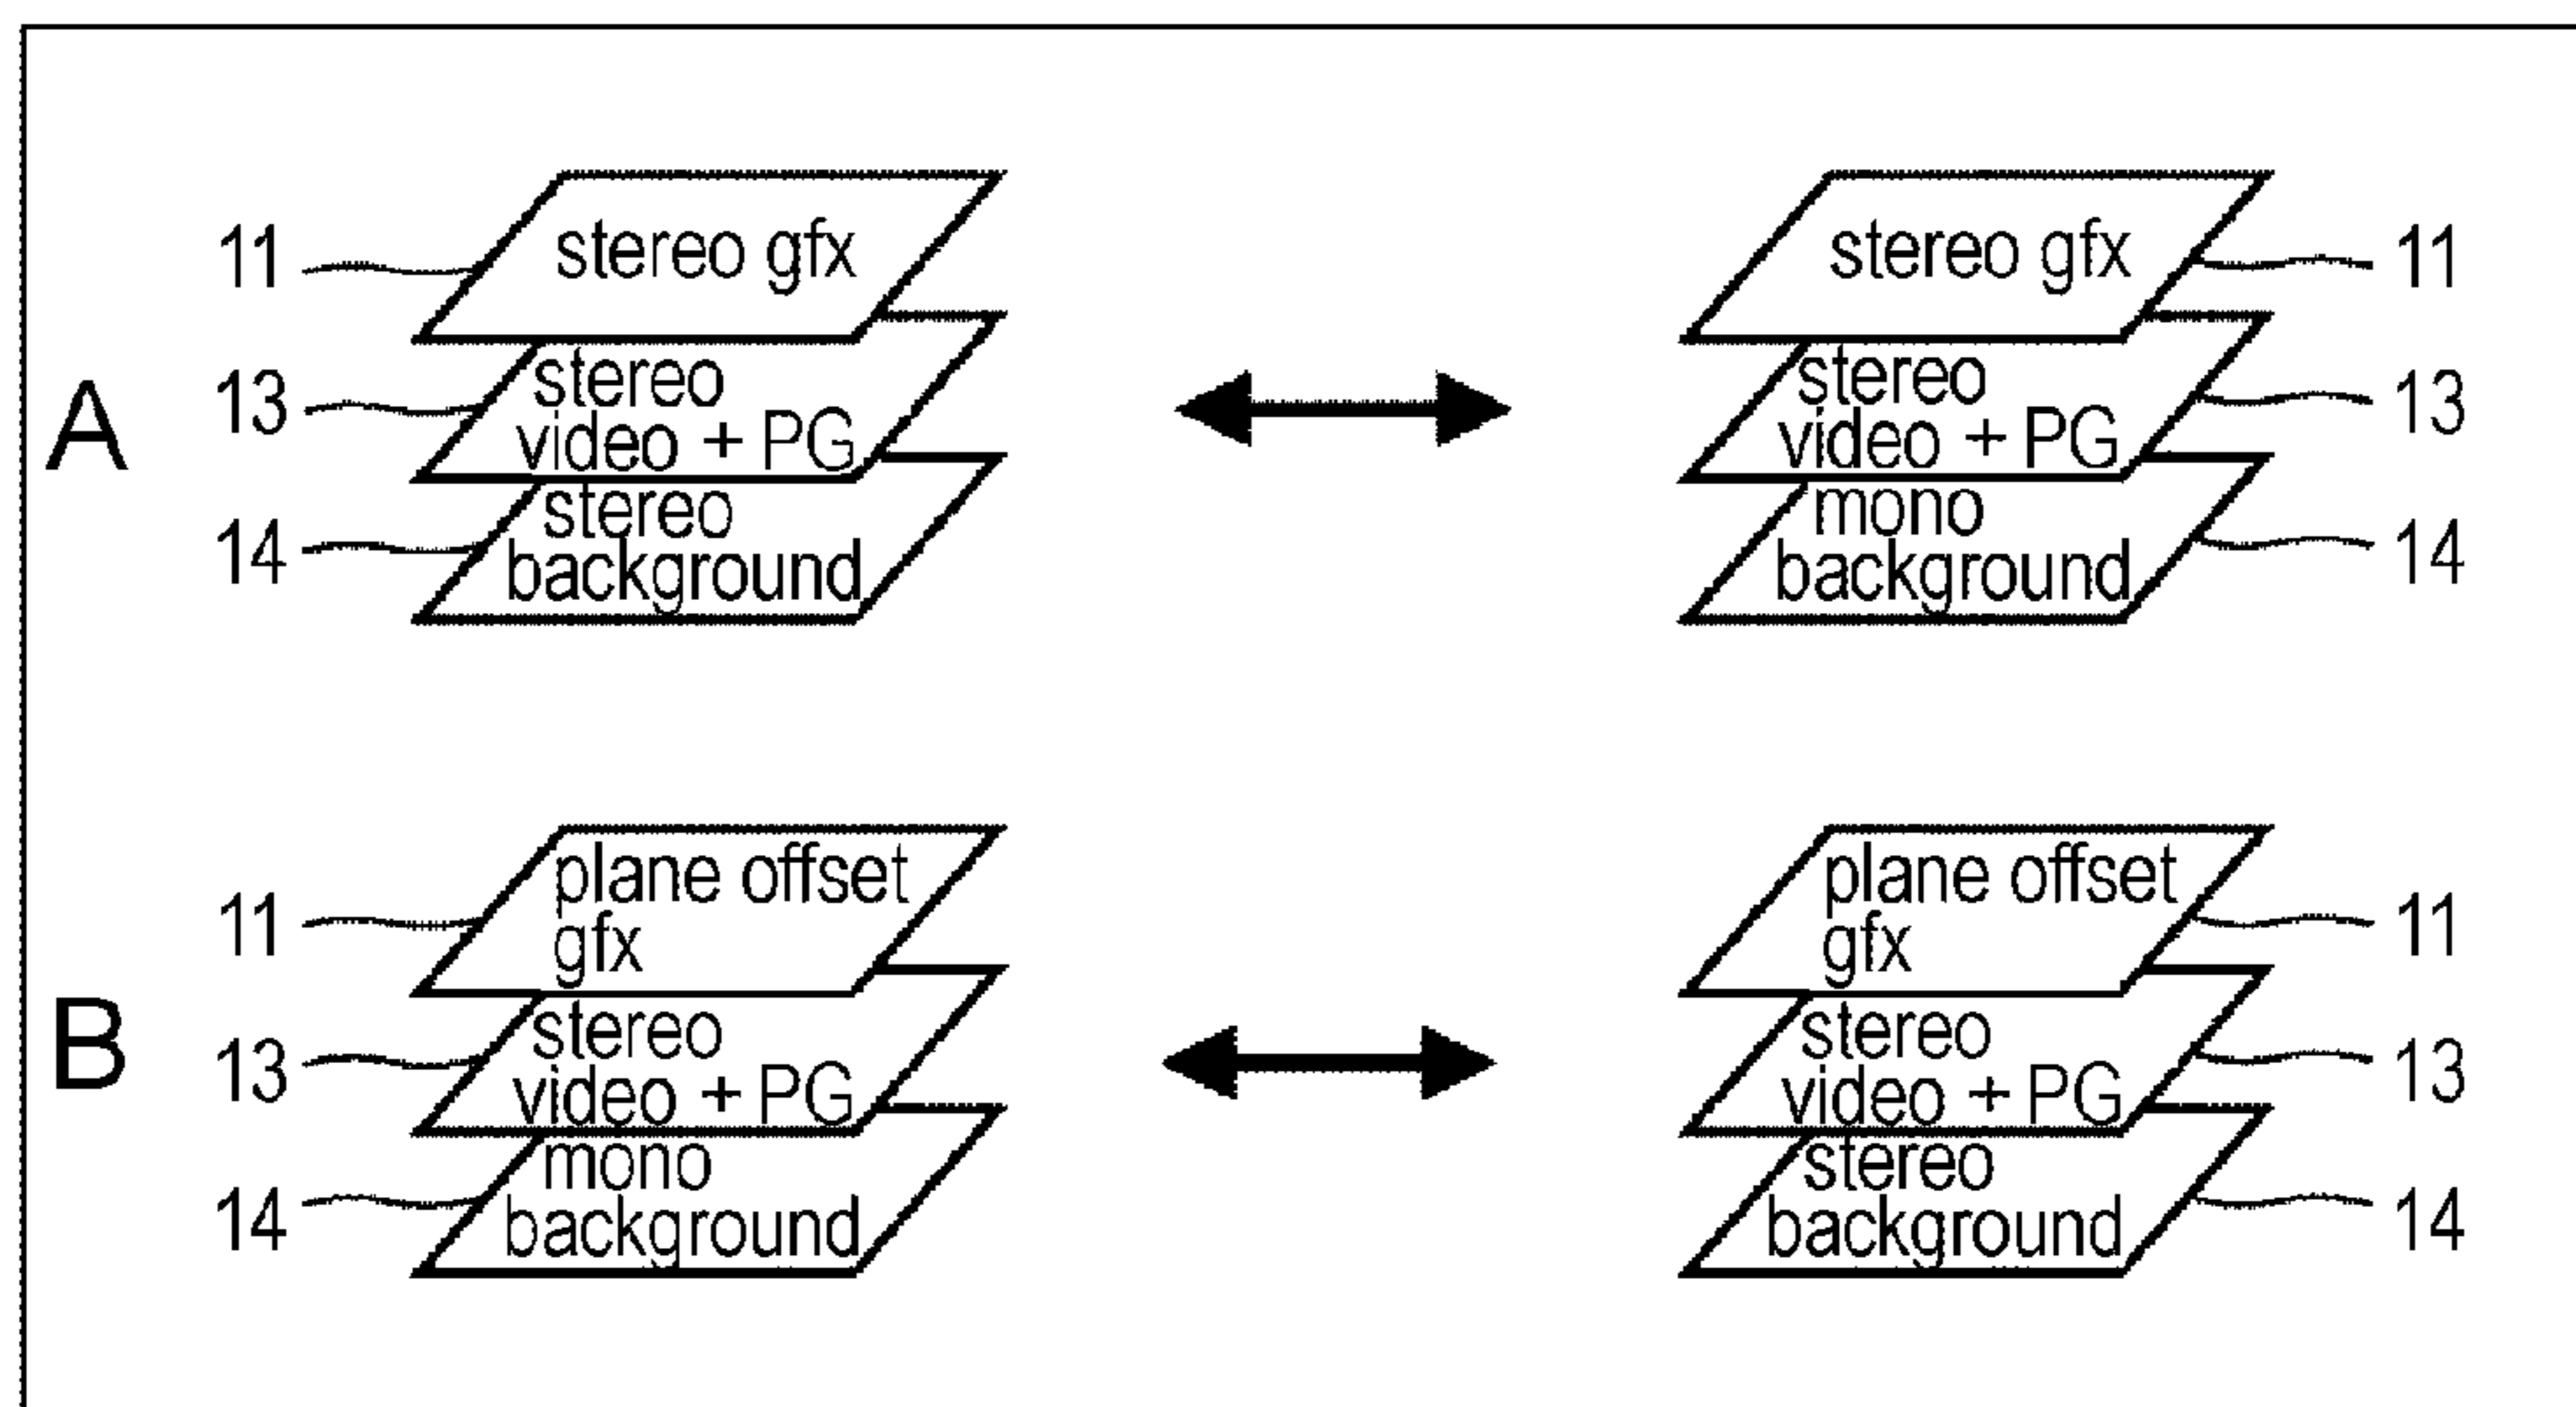 A
11
stereo gfx
13
stereo
video + PG
14
stereo
background
stereo gfx
11
stereo
video + PG
13
mono
background
14
B
11
plane offset
gfx
13
stereo
video + PG
14
mono
background
plane offset
gfx
11
stereo
video + PG
13
stereo
background
14